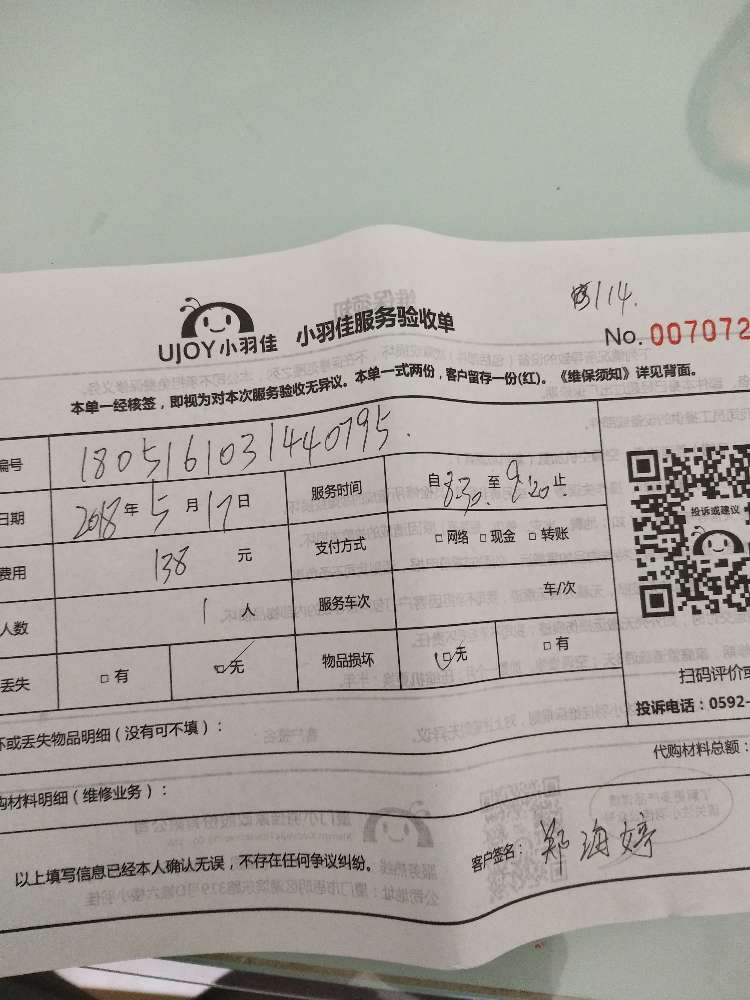 114.
UJOY小羽佳 小羽佳服务验收单
No. 007072
本单一经核签，即视为对本次服务验收无异议。本单一式两份，客户留存一份(红)。《维保须知》详见背面。
编号 1805161031440795.
日期 2018年5月17日 服务时间 自8:30.至9:20止
费用 138 元 支付方式 □网络 □现金 □转账
人数 1 人 服务车次 车/次
丢失 □有 □无 物品损坏 □无 □有
投诉或建议
扫码评价或
投诉电话：0592-
坏或丢失物品明细（没有可不填）：
代购材料总额：
购材料明细（维修业务）：
以上填写信息已经本人确认无误，不存在任何争议纠纷。
客户签名： 郑海婷